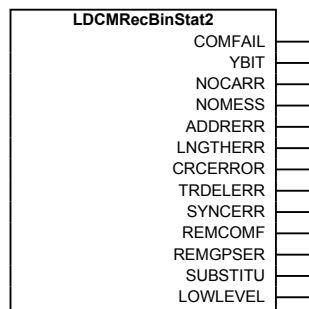 LDCMRecBinStat2
COMFAIL
YBIT
NOCARR
NOMESS
ADDRERR
LNGTHERR
CRCERROR
TRDELERR
SYNCERR
REMCOMF
REMGPSER
SUBSTITU
LOWLEVEL